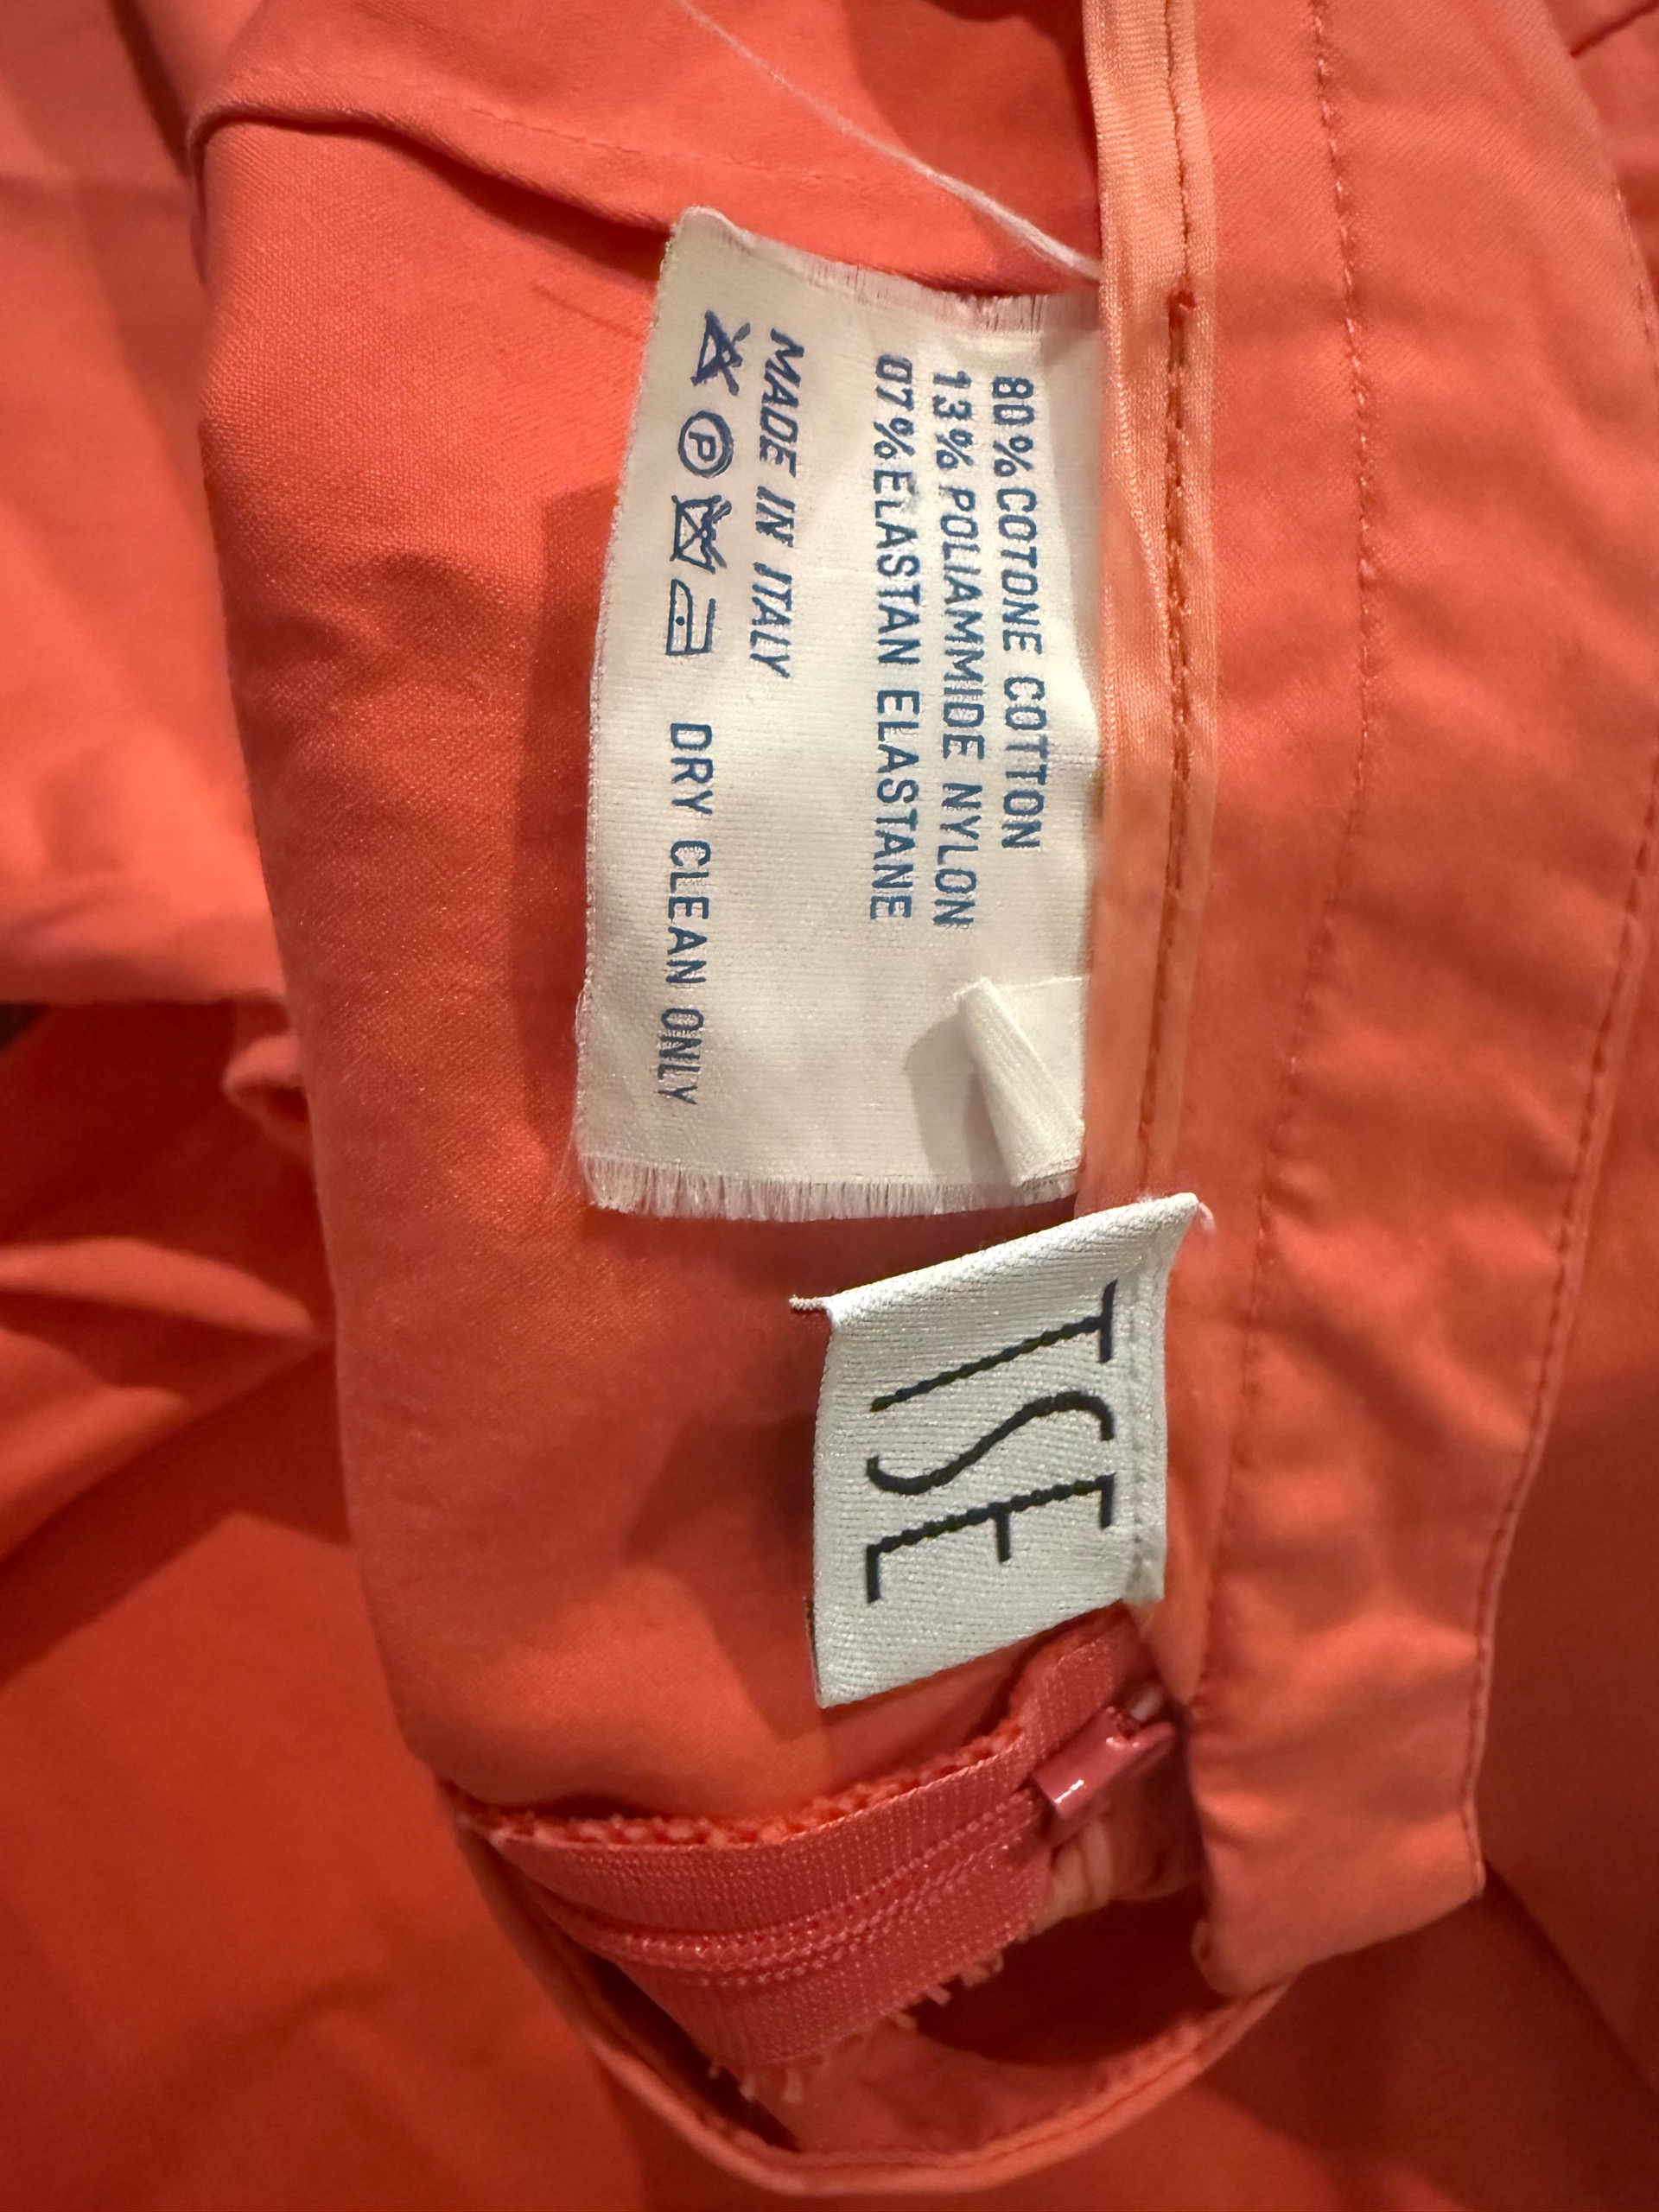 80% COTONE COTTON
13% POLIAMMIDE NYLON
07% ELASTAN ELASTANE
MADE IN ITALY
P DRY CLEAN ONLY
TSE